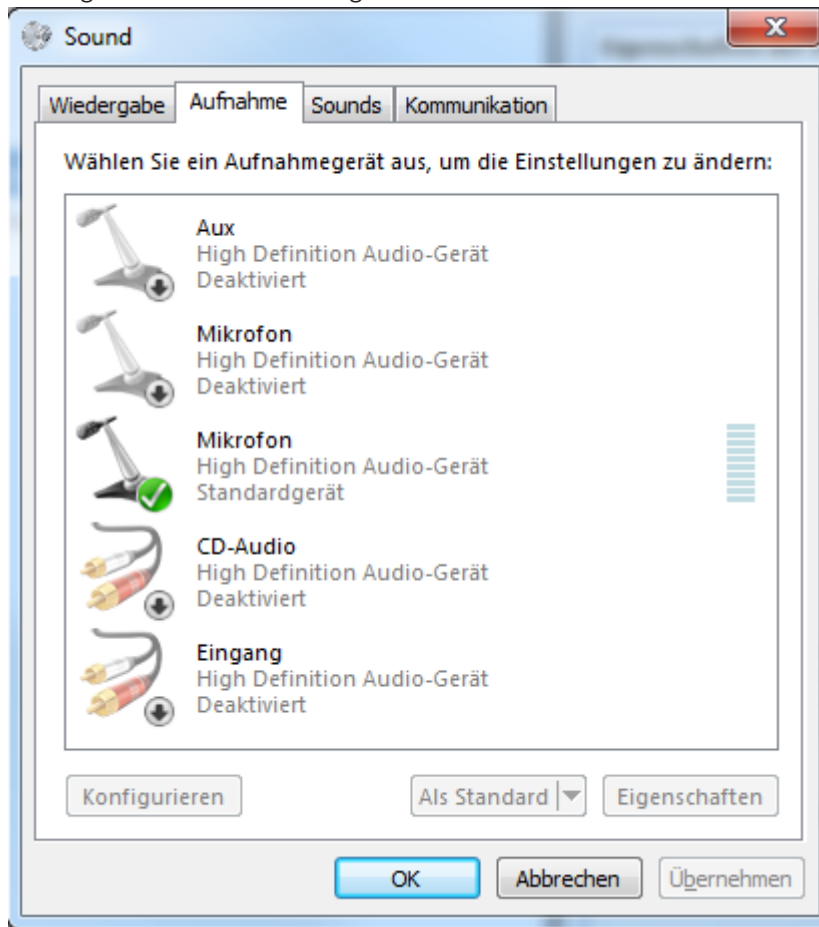 Sound
Wiedergabe Aufnahme Sounds Kommunikation
Wählen Sie ein Aufnahmegerät aus, um die Einstellungen zu ändern:
Aux
High Definition Audio-Gerät
Deaktiviert
Mikrofon
High Definition Audio-Gerät
Deaktiviert
Mikrofon
High Definition Audio-Gerät
Standardgerät
CD-Audio
High Definition Audio-Gerät
Deaktiviert
Eingang
High Definition Audio-Gerät
Deaktiviert
Konfigurieren Als Standard Eigenschaften
OK Abbrechen Übernehmen